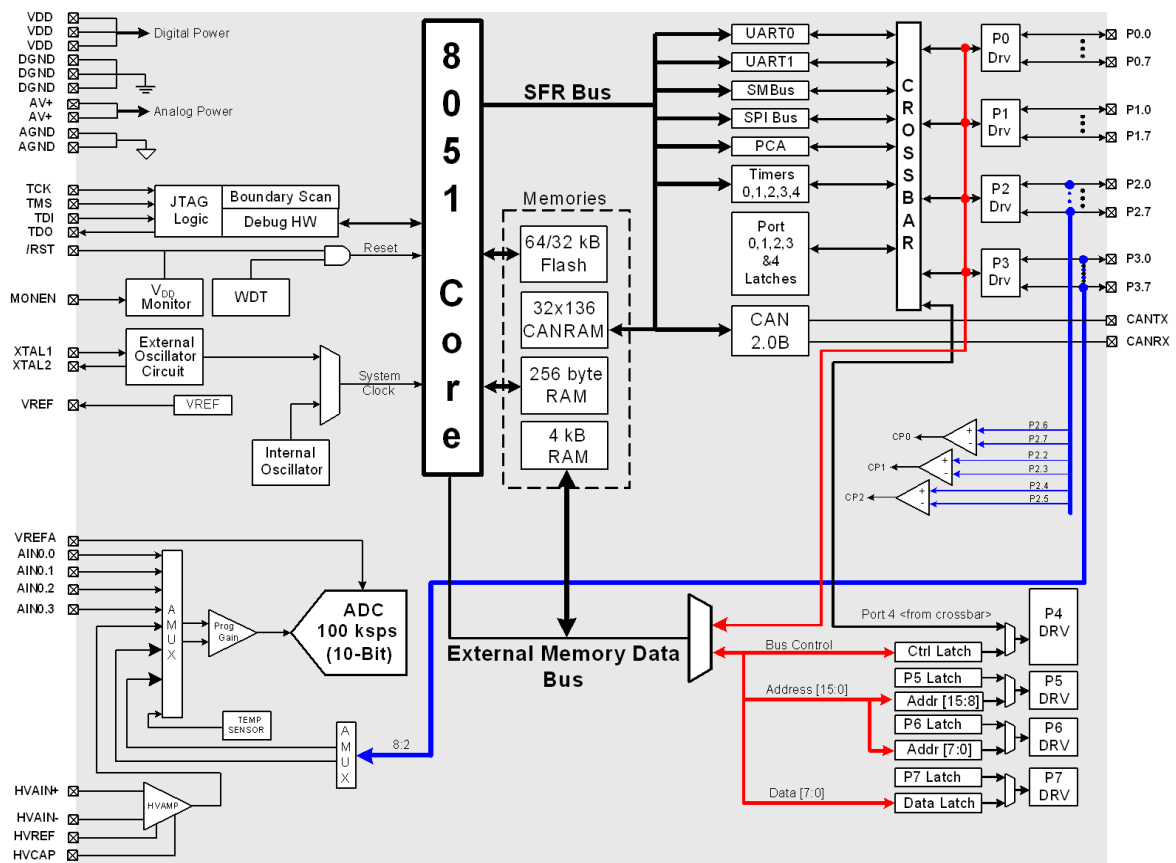 VDD
VDD
VDD
Digital Power
DGND
DGND
DGND
AV+
AV+
Analog Power
AGND
AGND
TCK
TMS
TDI
TDO
/RST
JTAG
Logic
Boundary Scan
Debug HW
Reset
MONEN
VDD
Monitor
WDT
XTAL1
XTAL2
External
Oscillator
Circuit
System
Clock
VREF
VREF
Internal
Oscillator
8051 Core
SFR Bus
Memories
64/32 kB
Flash
32x136
CANRAM
256 byte
RAM
4 kB
RAM
UART0
UART1
SMBus
SPI Bus
PCA
Timers
0,1,2,3,4
Port
0,1,2,3
&4
Latches
CAN
2.0B
CROSSBAR
P0
Drv
P1
Drv
P2
Drv
P3
Drv
P0.0
P0.7
P1.0
P1.7
P2.0
P2.7
P3.0
P3.7
CANTX
CANRX
CP0
+
-
P2.6
P2.7
CP1
+
-
P2.2
P2.3
CP2
+
-
P2.4
P2.5
VREFA
AIN0.0
AIN0.1
AIN0.2
AIN0.3
AMUX
Prog
Gain
ADC
100 ksps
(10-Bit)
TEMP
SENSOR
AMUX
8:2
HVAIN+
HVAIN-
HVREF
HVCAP
HVAMP
External Memory Data
Bus
Port 4 <from crossbar>
Bus Control
Ctrl Latch
P4
DRV
Address [15:0]
P5 Latch
Addr [15:8]
P5
DRV
P6 Latch
Addr [7:0]
P6
DRV
Data [7:0]
P7 Latch
Data Latch
P7
DRV